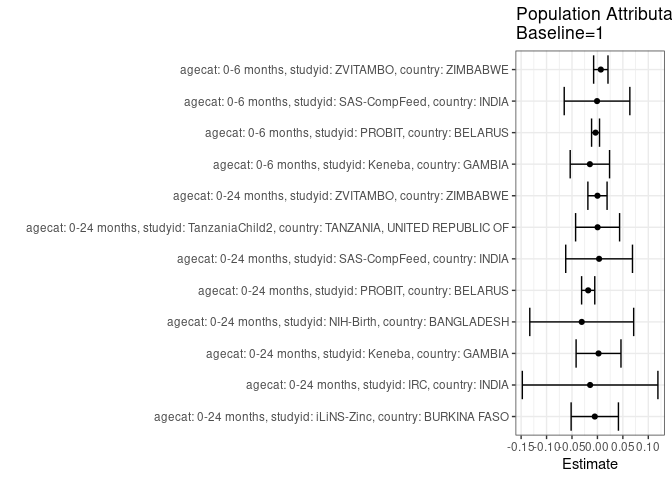 Population Attributa
Baseline=1
agecat: 0-6 months, studyid: ZVITAMBO, country: ZIMBABWE
agecat: 0-6 months, studyid: SAS-CompFeed, country: INDIA
agecat: 0-6 months, studyid: PROBIT, country: BELARUS
agecat: 0-6 months, studyid: Keneba, country: GAMBIA
agecat: 0-24 months, studyid: ZVITAMBO, country: ZIMBABWE
agecat: 0-24 months, studyid: TanzaniaChild2, country: TANZANIA, UNITED REPUBLIC OF
agecat: 0-24 months, studyid: SAS-CompFeed, country: INDIA
agecat: 0-24 months, studyid: PROBIT, country: BELARUS
agecat: 0-24 months, studyid: NIH-Birth, country: BANGLADESH
agecat: 0-24 months, studyid: Keneba, country: GAMBIA
agecat: 0-24 months, studyid: IRC, country: INDIA
agecat: 0-24 months, studyid: iLiNS-Zinc, country: BURKINA FASO
-0.15 -0.10 -0.05 0.00 0.05 0.10
Estimate